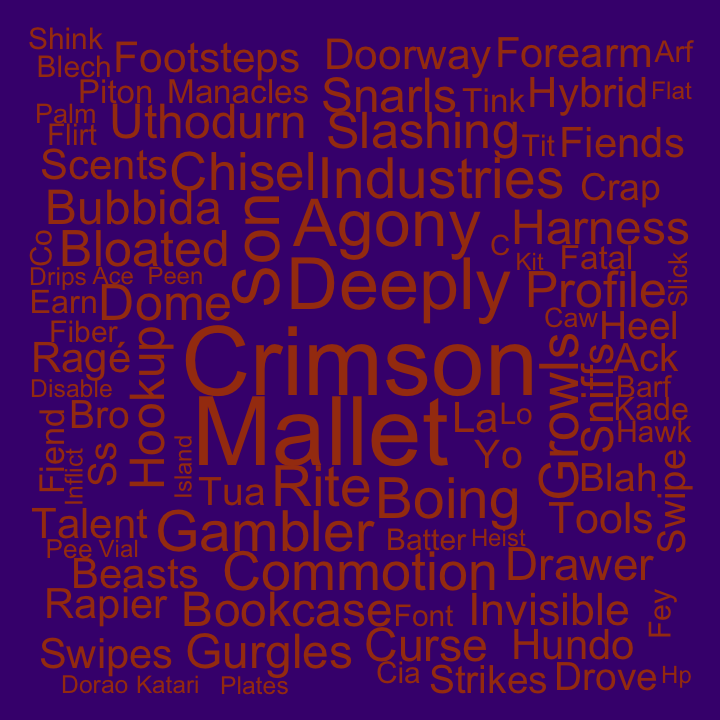 Shink
Footsteps
Doorway
Forearm
Arf
Blech
Piton
Manacles
Snarls
Tink
Hybrid
Flat
Palm
Flirt
Uthodurn
Slashing
Tit
Fiends
Scents
Chisel
Industries
Crap
Bubbida
Son
Agony
Harness
Co
Bloated
C
Kit
Fatal
Slick
Drips
Ace
Peen
Deeply
Profile
Earn
Dome
Caw
Heel
Fiber
Hookup
Crimson
Growls
Sniffs
Ack
Ragé
Disable
Barf
Bro
Mallet
La
Lo
Kade
Hawk
Fiend
Ss
Inflict
Island
Yo
Blah
Swipe
Tua
Rite
Boing
Tools
Talent
Gambler
Batter
Heist
Pee
Vial
Beasts
Commotion
Drawer
Rapier
Bookcase
Font
Invisible
Fey
Swipes
Gurgles
Curse
Hundo
Cia
Strikes
Drove
Hp
Dorao
Katari
Plates